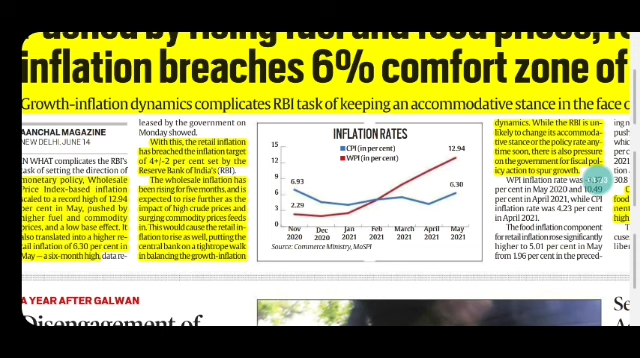 inflation breaches 6% comfort zone of
Growth-inflation dynamics complicates RBI task of keeping an accommodative stance in the face
AANCHAL MAGAZINE
NEW DELHI, JUNE 14
IN WHAT complicates the RBI's
task of setting the direction of
monetary policy, Wholesale
Price Index-based inflation
scaled to a record high of 12.94
per cent in May, pushed by
higher fuel and commodity
prices, and a low base effect. It
also translated into a higher re-
tail inflation of 6.30 per cent in
May — a six-month high, data re-
leased by the government on
Monday showed.
With this, the retail inflation
has breached the inflation target
of 4+/-2 per cent set by the
Reserve Bank of India's (RBI).
The wholesale inflation has
been rising for five months, and is
expected to rise further as the
impact of high crude prices and
surging commodity prices feeds
in. This would cause the retail in-
flation to rise as well, putting the
central bank on a tightrope walk
in balancing the growth-inflation
INFLATION RATES
CPI (in per cent)
WPI (in per cent)
15
12
9
6
3
0
6.93
2.29
12.94
6.30
Nov 2020
Dec 2020
Jan 2021
Feb 2021
March 2021
April 2021
May 2021
Source: Commerce Ministry, MoSPI
dynamics. While the RBI is un-
likely to change its accommoda-
tive stance or the policy rate any-
time soon, there is also pressure
on the government for fiscal pol-
icy action to spur growth.
WPI inflation rate was
per cent in May 2020 and 10.49
per cent in April 2021, while CPI
inflation rate was 4.23 per cent
in April 2021.
The food inflation component
for retail inflation rose significantly
higher to 5.01 per cent in May
from 1.96 per cent in the preced-
A YEAR AFTER GALWAN
Disengagement of